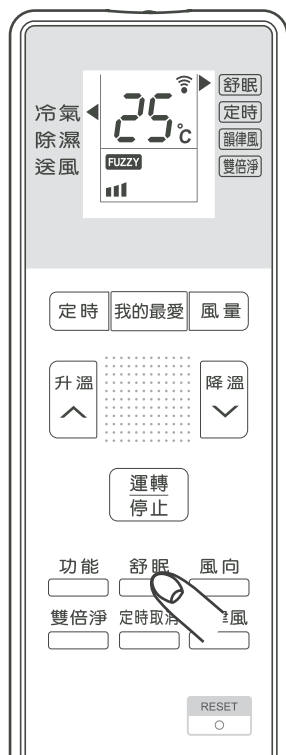 舒眠
冷氣 25℃ 定時
除濕 韻律風
送風 FUZZY 雙倍淨
定時 我的最愛 風量
升溫 降溫
運轉
停止
功能 舒眠 風向
雙倍淨 定時取消 律風
RESET